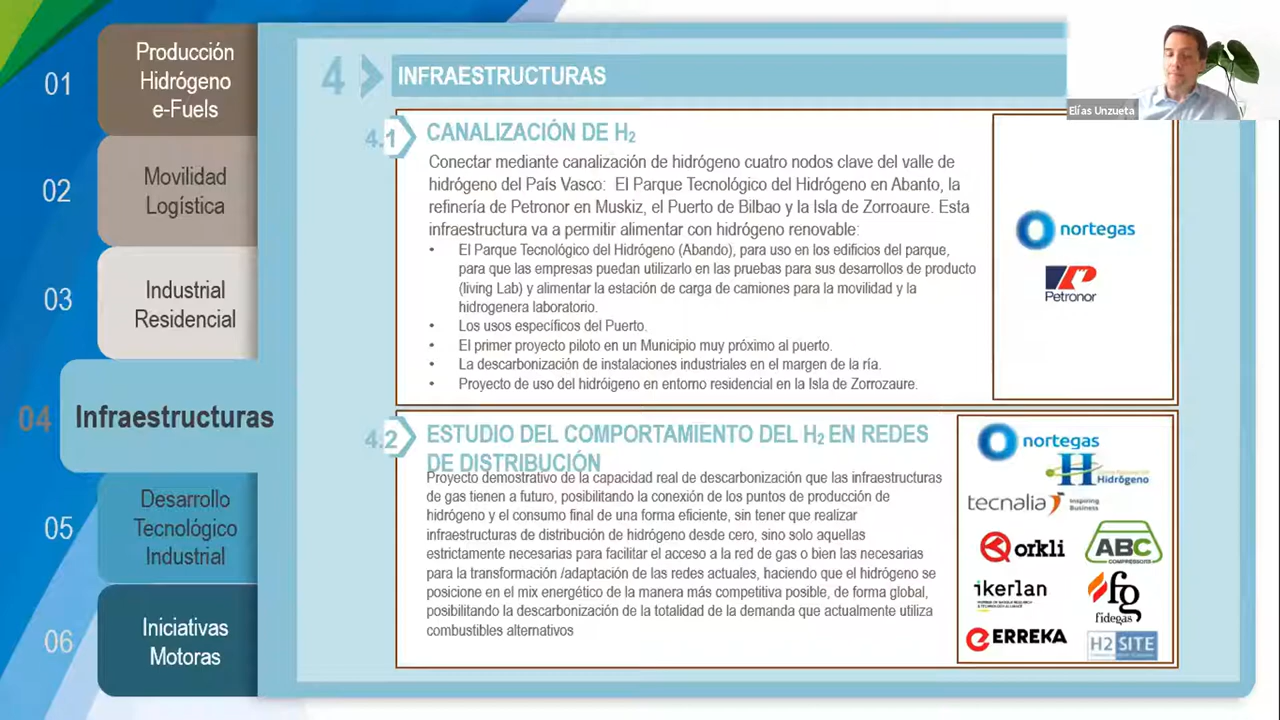 01
Producción
Hidrógeno
e-Fuels
02
Movilidad
Logística
03
Industrial
Residencial
04
Infraestructuras
05
Desarrollo
Tecnológico
Industrial
06
Iniciativas
Motoras
4
INFRAESTRUCTURAS
Elías Unzueta
4.1
CANALIZACIÓN DE H2
Conectar mediante canalización de hidrógeno cuatro nodos clave del valle de
hidrógeno del País Vasco: El Parque Tecnológico del Hidrógeno en Abanto, la
refinería de Petronor en Muskiz, el Puerto de Bilbao y la Isla de Zorroaure. Esta
infraestructura va a permitir alimentar con hidrógeno renovable:
• El Parque Tecnológico del Hidrógeno (Abando), para uso en los edificios del parque,
para que las empresas puedan utilizarlo en las pruebas para sus desarrollos de producto
(living Lab) y alimentar la estación de carga de camiones para la movilidad y la
hidrogenera laboratorio.
• Los usos específicos del Puerto.
• El primer proyecto piloto en un Municipio muy próximo al puerto.
• La descarbonización de instalaciones industriales en el margen de la ría.
• Proyecto de uso del hidróigeno en entorno residencial en la Isla de Zorrozaure.
nortegas
Petronor
4.2
ESTUDIO DEL COMPORTAMIENTO DEL H2 EN REDES
DE DISTRIBUCIÓN
Proyecto demostrativo de la capacidad real de descarbonización que las infraestructuras
de gas tienen a futuro, posibilitando la conexión de los puntos de producción de
hidrógeno y el consumo final de una forma eficiente, sin tener que realizar
infraestructuras de distribución de hidrógeno desde cero, sino solo aquellas
estrictamente necesarias para facilitar el acceso a la red de gas o bien las necesarias
para la transformación /adaptación de las redes actuales, haciendo que el hidrógeno se
posicione en el mix energético de la manera más competitiva posible, de forma global,
posibilitando la descarbonización de la totalidad de demanda que actualmente utiliza
combustibles alternativos
nortegas
H
Hidrógeno
tecnalia Inspiring
Business
orkli
ABC
COMPRESSORS
ikerlan
fg
fidegas
ERREKA
H2 SITE